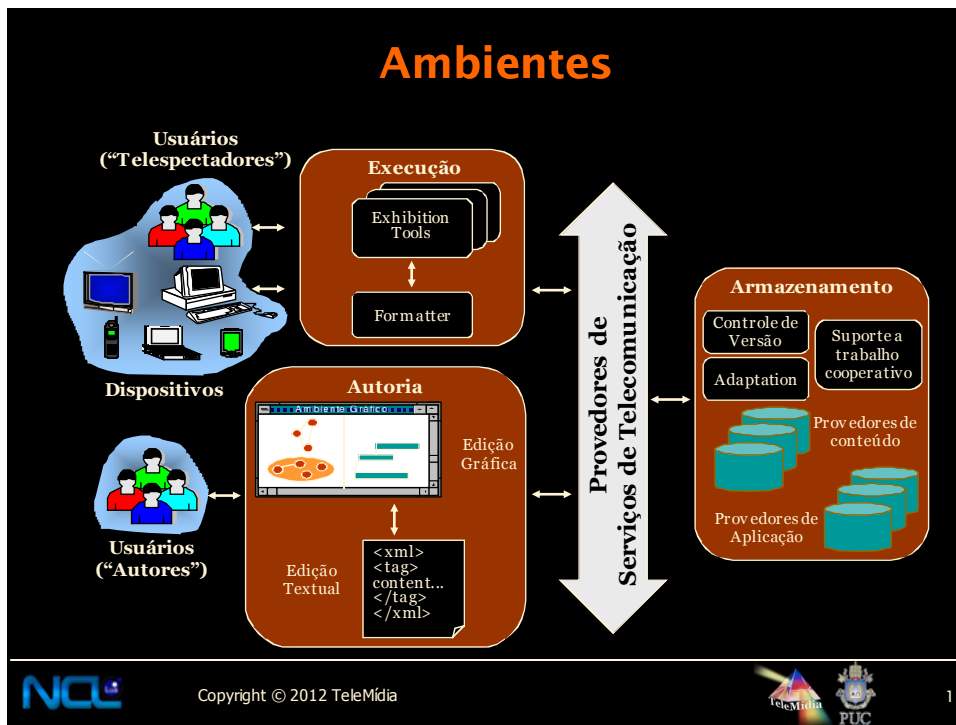 Ambientes
Usuários
(“Telespectadores”)
Dispositivos
Execução
Exhibition
Tools
Formatter
Usuários
(“Autores”)
Autoria
Ambiente Gráfico
Edição
Gráfica
Edição
Textual
<xml>
<tag>
content...
</tag>
</xml>
Provedores de
Serviços de Telecomunicação
Armazenamento
Controle de
Versão
Adaptation
Suporte a
trabalho
cooperativo
Provedores de
conteúdo
Provedores de
Aplicação
NCL
Copyright © 2012 TeleMídia
TeleMídia
PUC
1